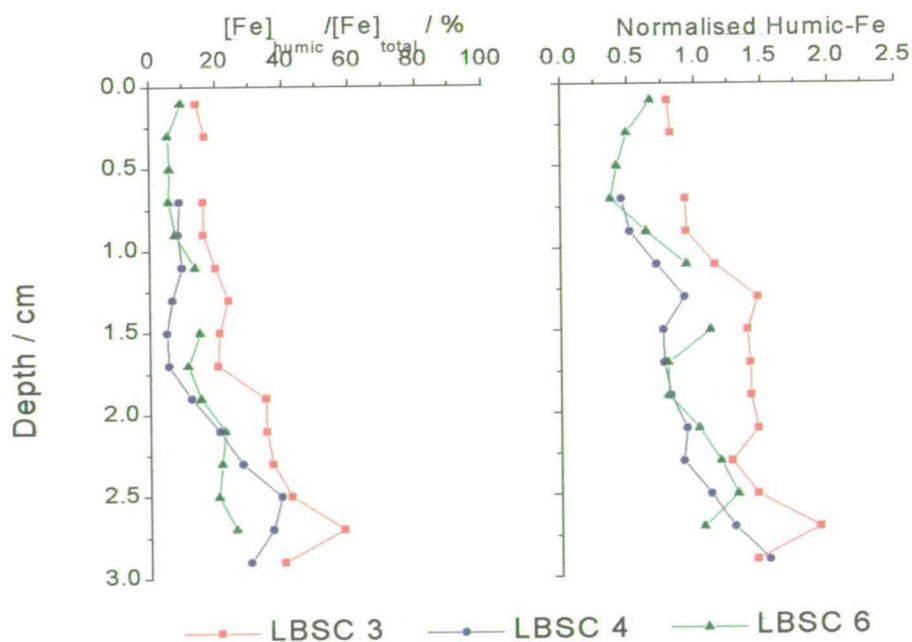 [Fe]humic/[Fe]total / %
0 20 40 60 80 100
Normalised Humic-Fe
0.0 0.5 1.0 1.5 2.0 2.5
Depth / cm
0.0
0.5
1.0
1.5
2.0
2.5
3.0
LBSC 3 LBSC 4 LBSC 6